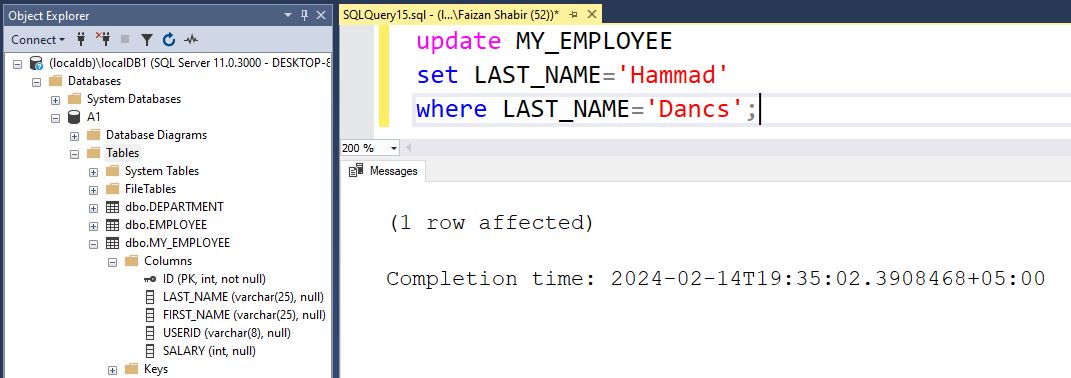 Object Explorer
Connect
(localdb)\localDB1 (SQL Server 11.0.3000 - DESKTOP-8
Databases
System Databases
A1
Database Diagrams
Tables
System Tables
FileTables
dbo.DEPARTMENT
dbo.EMPLOYEE
dbo.MY_EMPLOYEE
Columns
ID (PK, int, not null)
LAST_NAME (varchar(25), null)
FIRST_NAME (varchar(25), null)
USERID (varchar(8), null)
SALARY (int, null)
Keys
SQLQuery15.sql - (l...\Faizan Shabir (52))*
update MY_EMPLOYEE
set LAST_NAME='Hammad'
where LAST_NAME='Dancs';
200 %
Messages
(1 row affected)
Completion time: 2024-02-14T19:35:02.3908468+05:00